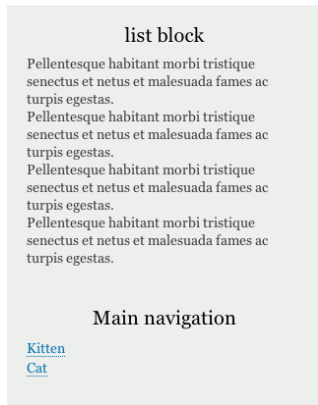 list block
Pellentesque habitant morbi tristique
senectus et netus et malesuada fames ac
turpis egestas.
Pellentesque habitant morbi tristique
senectus et netus et malesuada fames ac
turpis egestas.
Pellentesque habitant morbi tristique
senectus et netus et malesuada fames ac
turpis egestas.
Pellentesque habitant morbi tristique
senectus et netus et malesuada fames ac
turpis egestas.
Main navigation
Kitten
Cat